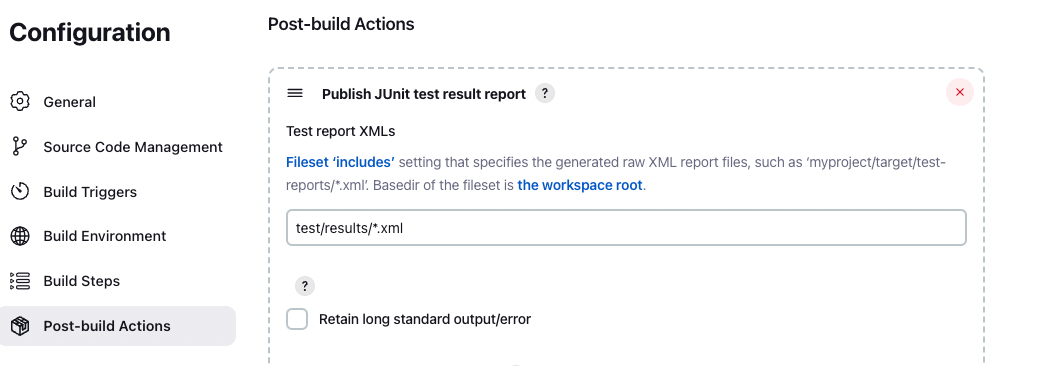 Configuration
General
Source Code Management
Build Triggers
Build Environment
Build Steps
Post-build Actions
Post-build Actions
Publish JUnit test result report ?
Test report XMLs
Fileset ‘includes’ setting that specifies the generated raw XML report files, such as ‘myproject/target/test-
reports/*.xml’. Basedir of the fileset is the workspace root.
test/results/*.xml
?
Retain long standard output/error